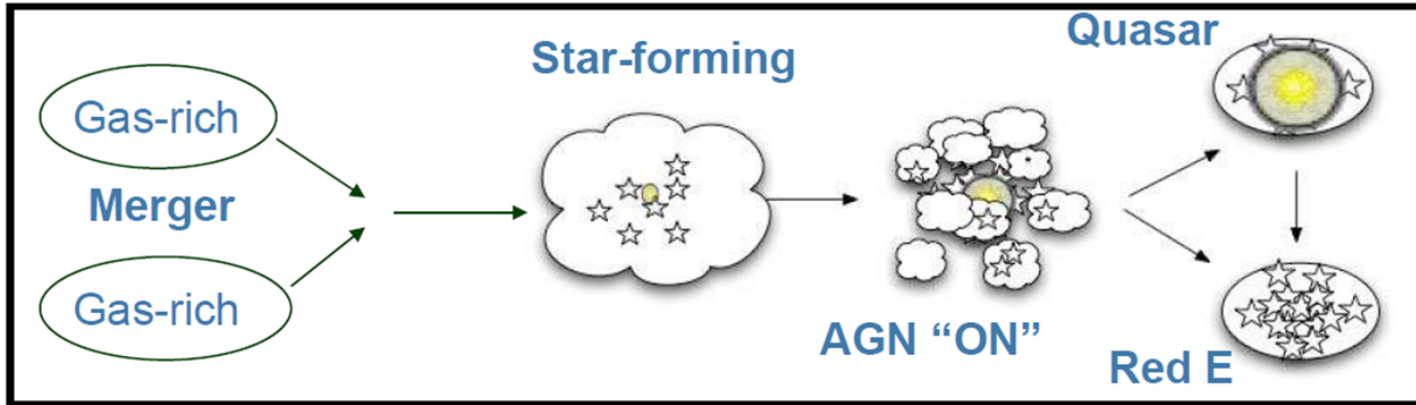 Gas-rich
Merger
Gas-rich
Star-forming
AGN “ON”
Quasar
Red E